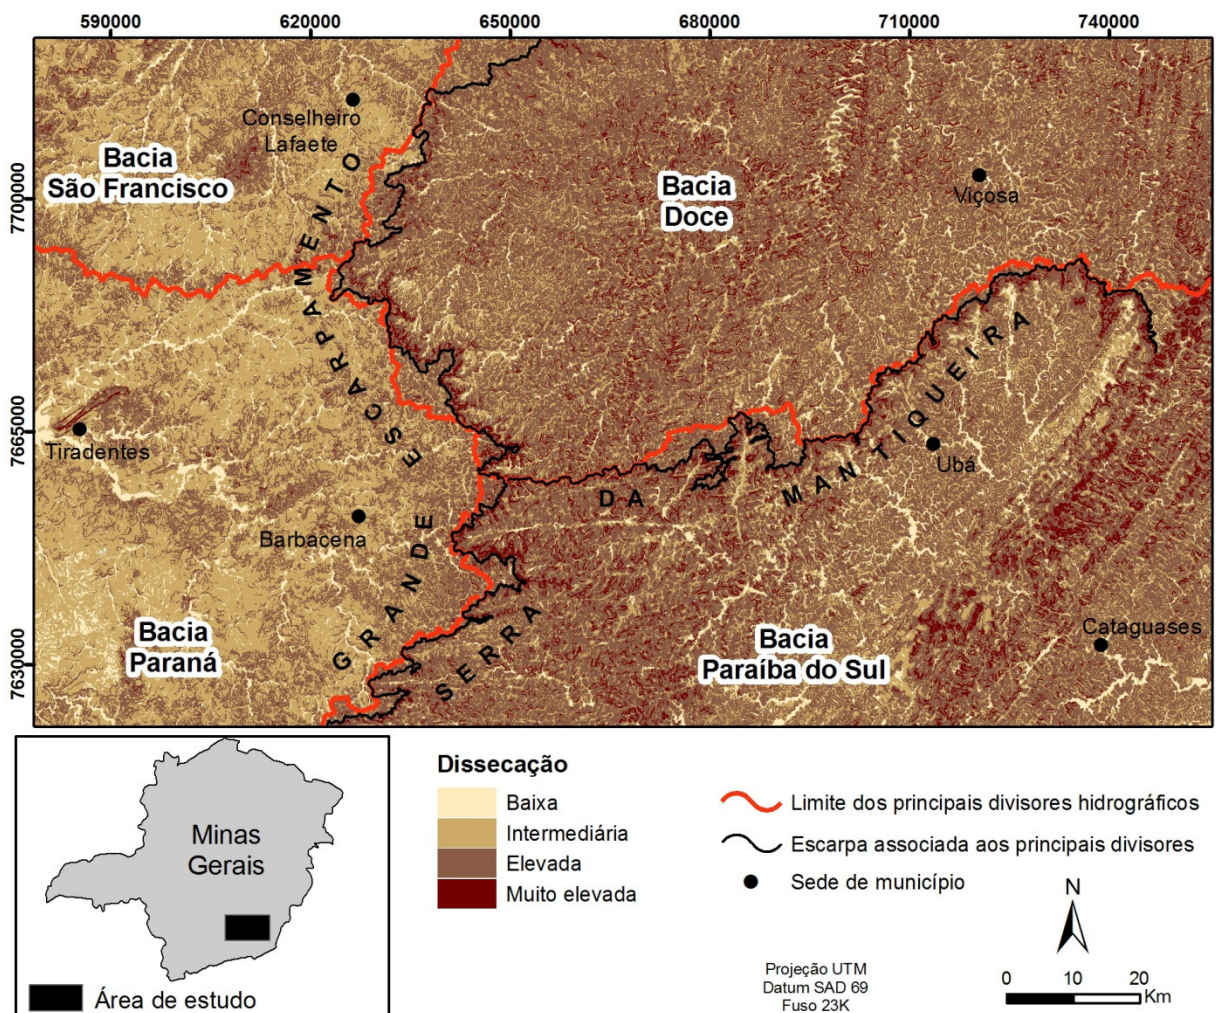 590000 620000 650000 680000 710000 740000
7700000
7665000
7630000
Conselheiro
Lafaete
Bacia
São Francisco
Bacia
Doce
Viçosa
Tiradentes
Barbacena
Ubá
Bacia
Paraná
Bacia
Paraíba do Sul
Cataguases
GRANDE ESCARPAMENTO
SERRA DA MANTIQUEIRA
Minas
Gerais
Área de estudo
Dissecação
Baixa
Intermediária
Elevada
Muito elevada
Limite dos principais divisores hidrográficos
Escarpa associada aos principais divisores
Sede de município
N
Projeção UTM
Datum SAD 69
Fuso 23K
0 10 20
Km